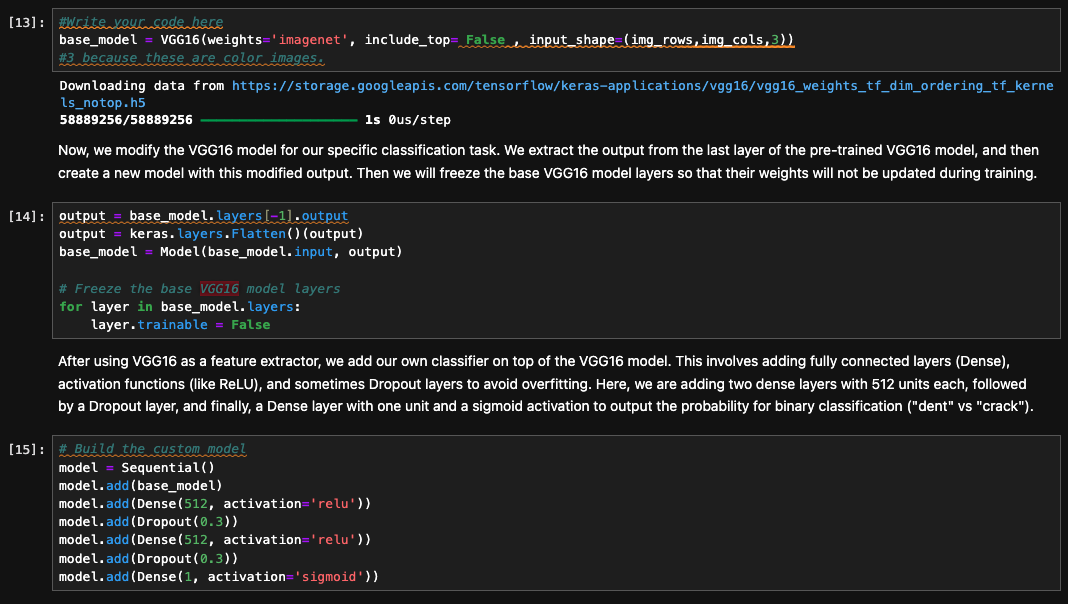 [13]: #Write your code here
base_model = VGG16(weights='imagenet', include_top= False , input_shape=(img_rows,img_cols,3))
#3 because these are color images.
Downloading data from https://storage.googleapis.com/tensorflow/keras-applications/vgg16/vgg16_weights_tf_dim_ordering_tf_kerne
ls_notop.h5
58889256/58889256 ━━━━━━━━━━━━━━━━━━━━ 1s 0us/step
Now, we modify the VGG16 model for our specific classification task. We extract the output from the last layer of the pre-trained VGG16 model, and then
create a new model with this modified output. Then we will freeze the base VGG16 model layers so that their weights will not be updated during training.
[14]: output = base_model.layers[-1].output
output = keras.layers.Flatten()(output)
base_model = Model(base_model.input, output)
# Freeze the base VGG16 model layers
for layer in base_model.layers:
    layer.trainable = False
After using VGG16 as a feature extractor, we add our own classifier on top of the VGG16 model. This involves adding fully connected layers (Dense),
activation functions (like ReLU), and sometimes Dropout layers to avoid overfitting. Here, we are adding two dense layers with 512 units each, followed
by a Dropout layer, and finally, a Dense layer with one unit and a sigmoid activation to output the probability for binary classification ("dent" vs "crack").
[15]: # Build the custom model
model = Sequential()
model.add(base_model)
model.add(Dense(512, activation='relu'))
model.add(Dropout(0.3))
model.add(Dense(512, activation='relu'))
model.add(Dropout(0.3))
model.add(Dense(1, activation='sigmoid'))